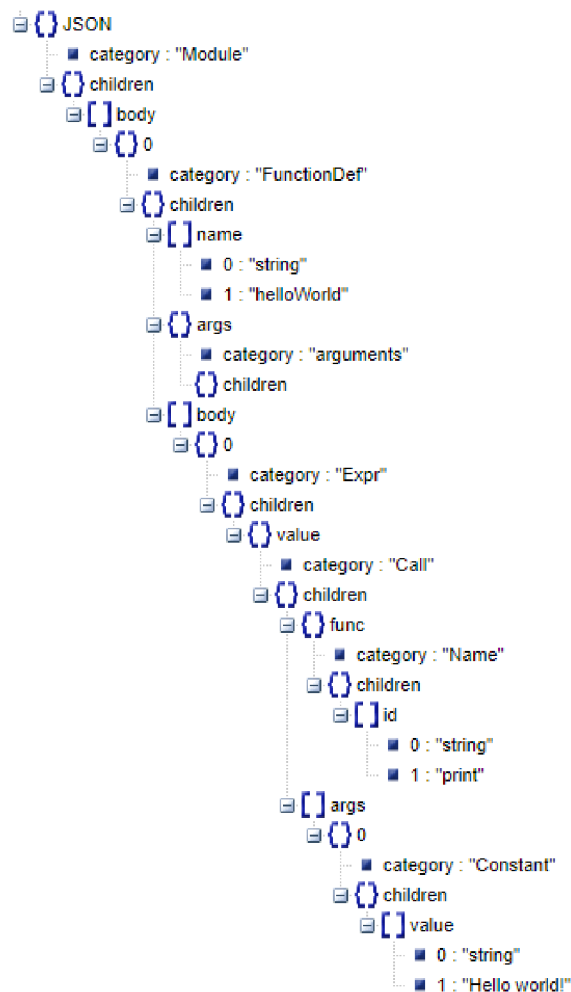 JSON
category : "Module"
children
body
0
category : "FunctionDef"
children
name
0 : "string"
1 : "helloWorld"
args
category : "arguments"
children
body
0
category : "Expr"
children
value
category : "Call"
children
func
category : "Name"
children
id
0 : "string"
1 : "print"
args
0
category : "Constant"
children
value
0 : "string"
1 : "Hello world!"